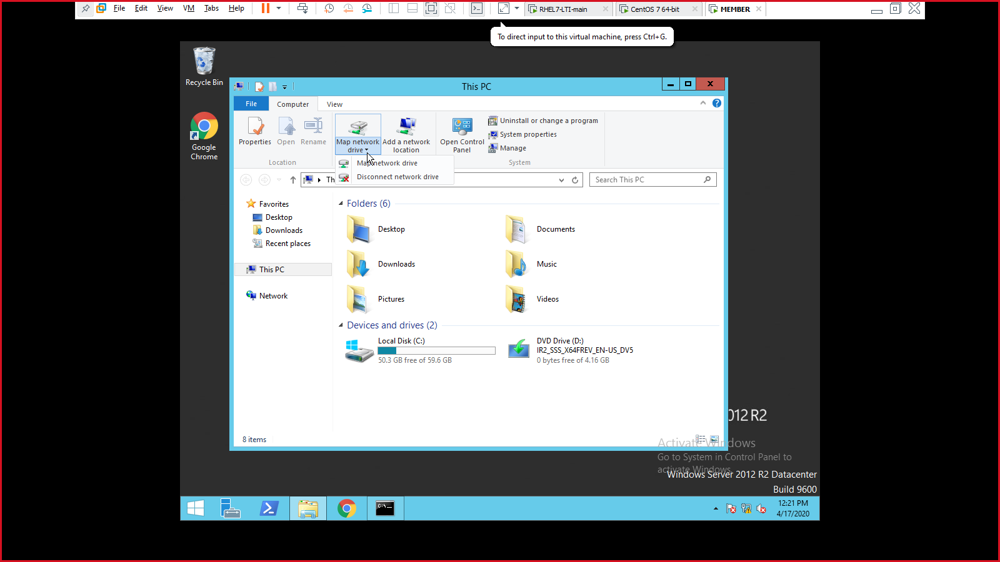 File Edit View VM Tabs Help
RHEL7-LTI-main
CentOS 7 64-bit
MEMBER
To direct input to this virtual machine, press Ctrl+G.
Recycle Bin
Google
Chrome
This PC
File Computer View
Properties Open Rename
Map network
drive
Add a network
location
Open Control
Panel
Uninstall or change a program
System properties
Manage
Location
System
Map network drive
Disconnect network drive
Th
Search This PC
Favorites
Desktop
Downloads
Recent places
This PC
Network
Folders (6)
Desktop
Documents
Downloads
Music
Pictures
Videos
Devices and drives (2)
Local Disk (C:)
50.3 GB free of 59.6 GB
DVD Drive (D:)
IR2_SSS_X64FREV_EN-US_DV5
0 bytes free of 4.16 GB
8 items
012 R2
Activate Windows
Go to System in Control Panel to
activate Windows.
Windows Server 2012 R2 Datacenter
Build 9600
C:\
12:21 PM
4/17/2020